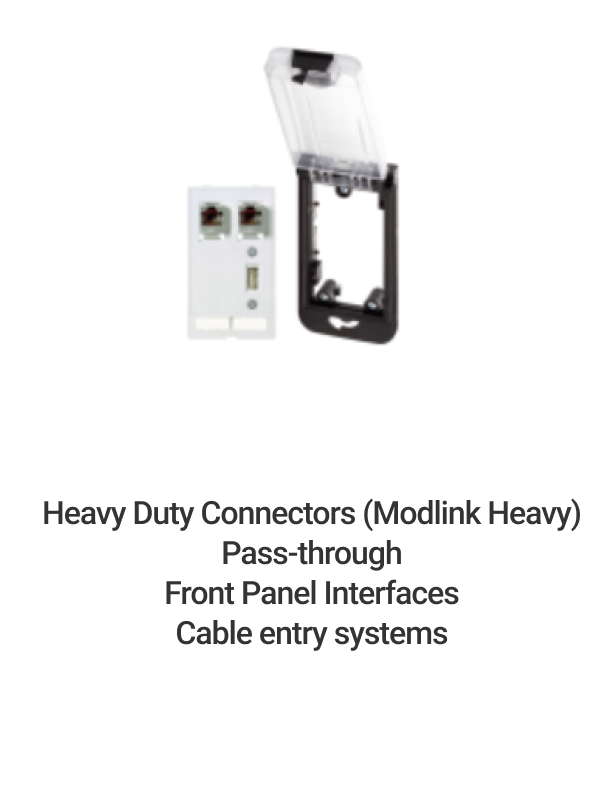 Heavy Duty Connectors (Modlink Heavy)
Pass-through
Front Panel Interfaces
Cable entry systems